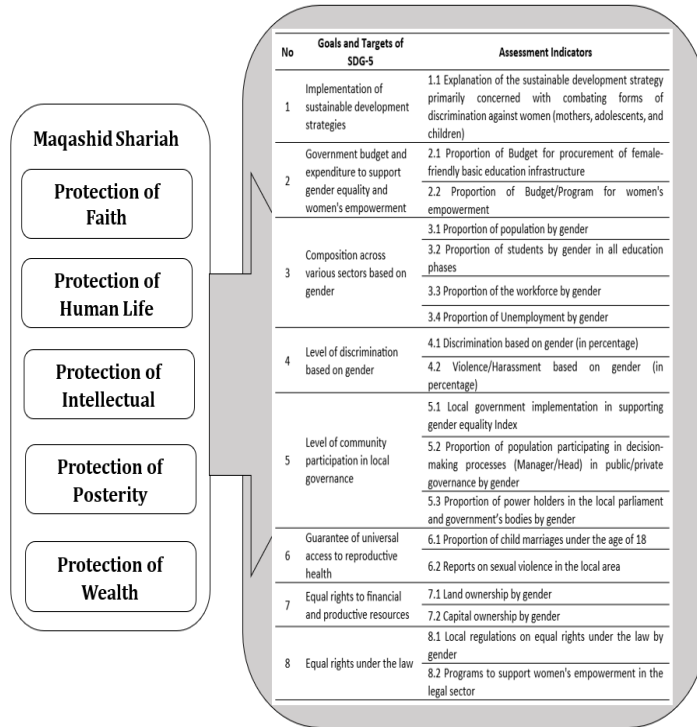 Maqashid Shariah
Protection of
Faith
Protection of
Human Life
Protection of
Intellectual
Protection of
Posterity
Protection of
Wealth
No
Goals and Targets of
SDG-5
Assessment Indicators
1
Implementation of
sustainable development
strategies
1.1 Explanation of the sustainable development strategy
primarily concerned with combating forms of
discrimination against women (mothers, adolescents, and
children)
2
Government budget and
expenditure to support
gender equality and
women's empowerment
2.1 Proportion of Budget for procurement of female-
friendly basic education infrastructure
2.2 Proportion of Budget/Program for women's
empowerment
3
Composition across
various sectors based on
gender
3.1 Proportion of population by gender
3.2 Proportion of students by gender in all education
phases
3.3 Proportion of the workforce by gender
3.4 Proportion of Unemployment by gender
4
Level of discrimination
based on gender
4.1 Discrimination based on gender (in percentage)
4.2 Violence/Harassment based on gender (in
percentage)
5
Level of community
participation in local
governance
5.1 Local government implementation in supporting
gender equality Index
5.2 Proportion of population participating in decision-
making processes (Manager/Head) in public/private
governance by gender
5.3 Proportion of power holders in the local parliament
and government's bodies by gender
6
Guarantee of universal
access to reproductive
health
6.1 Proportion of child marriages under the age of 18
6.2 Reports on sexual violence in the local area
7
Equal rights to financial
and productive resources
7.1 Land ownership by gender
7.2 Capital ownership by gender
8
Equal rights under the law
8.1 Local regulations on equal rights under the law by
gender
8.2 Programs to support women's empowerment in the
legal sector